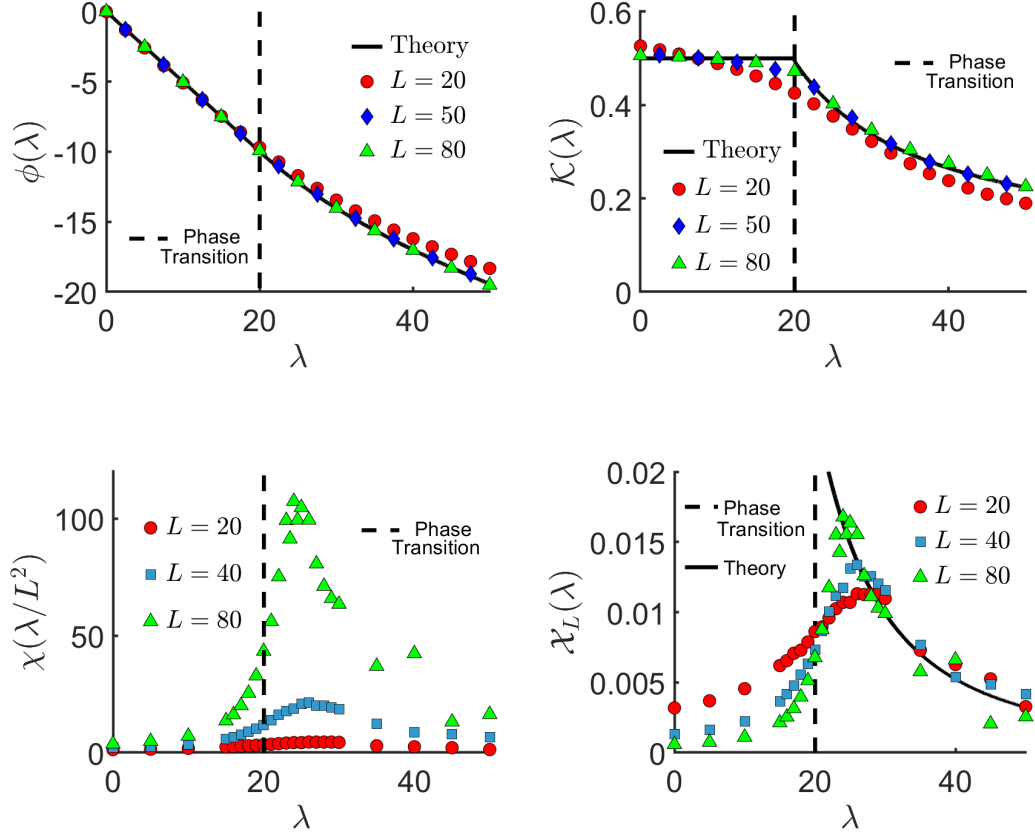 0
-5
-10
-15
-20
ϕ(λ)
Theory
L = 20
L = 50
L = 80
Phase
Transition
0 20 40
λ
0.6
0.4
0.2
0
𝒦(λ)
Phase
Transition
Theory
L = 20
L = 50
L = 80
0 20 40
λ
100
50
0
χ(λ/L²)
L = 20
L = 40
L = 80
Phase
Transition
0 20 40
λ
0.02
0.015
0.01
0.005
0
𝒳_L(λ)
Phase
Transition
Theory
L = 20
L = 40
L = 80
0 20 40
λ